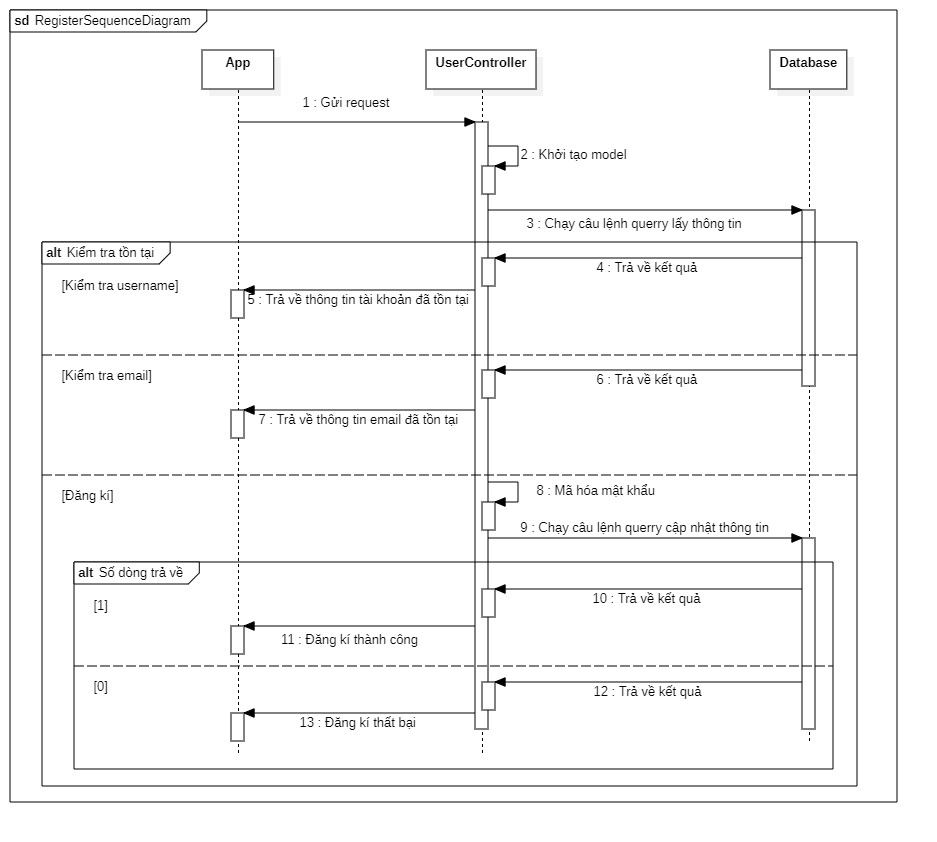 sd RegisterSequenceDiagram
App
UserController
Database
1 : Gửi request
2 : Khởi tạo model
3 : Chạy câu lệnh querry lấy thông tin
alt Kiểm tra tồn tại
4 : Trả về kết quả
[Kiểm tra username]
5 : Trả về thông tin tài khoản đã tồn tại
[Kiểm tra email]
6 : Trả về kết quả
7 : Trả về thông tin email đã tồn tại
[Đăng kí]
8 : Mã hóa mật khẩu
9 : Chạy câu lệnh querry cập nhật thông tin
alt Số dòng trả về
10 : Trả về kết quả
[1]
11 : Đăng kí thành công
[0]
12 : Trả về kết quả
13 : Đăng kí thất bại